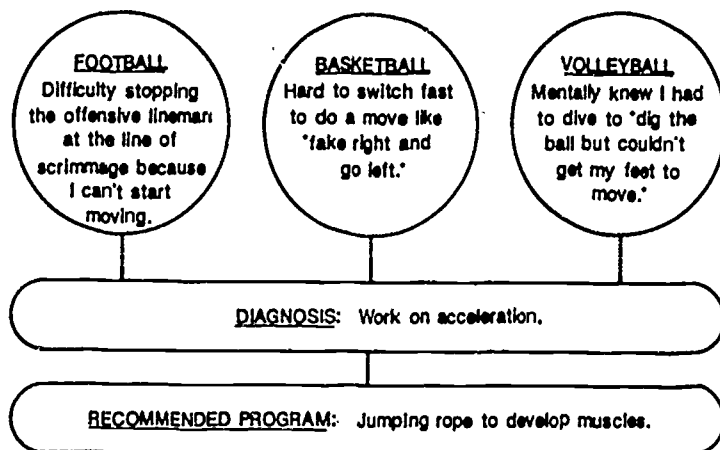 FOOTBALL
Difficulty stopping
the offensive lineman
at the line of
scrimmage because
I can't start
moving.
BASKETBALL
Hard to switch fast
to do a move like
"fake right and
go left."
VOLLEYBALL
Mentally knew I had
to dive to "dig the
ball but couldn't
get my feet to
move."
DIAGNOSIS: Work on acceleration.
RECOMMENDED PROGRAM: Jumping rope to develop muscles.